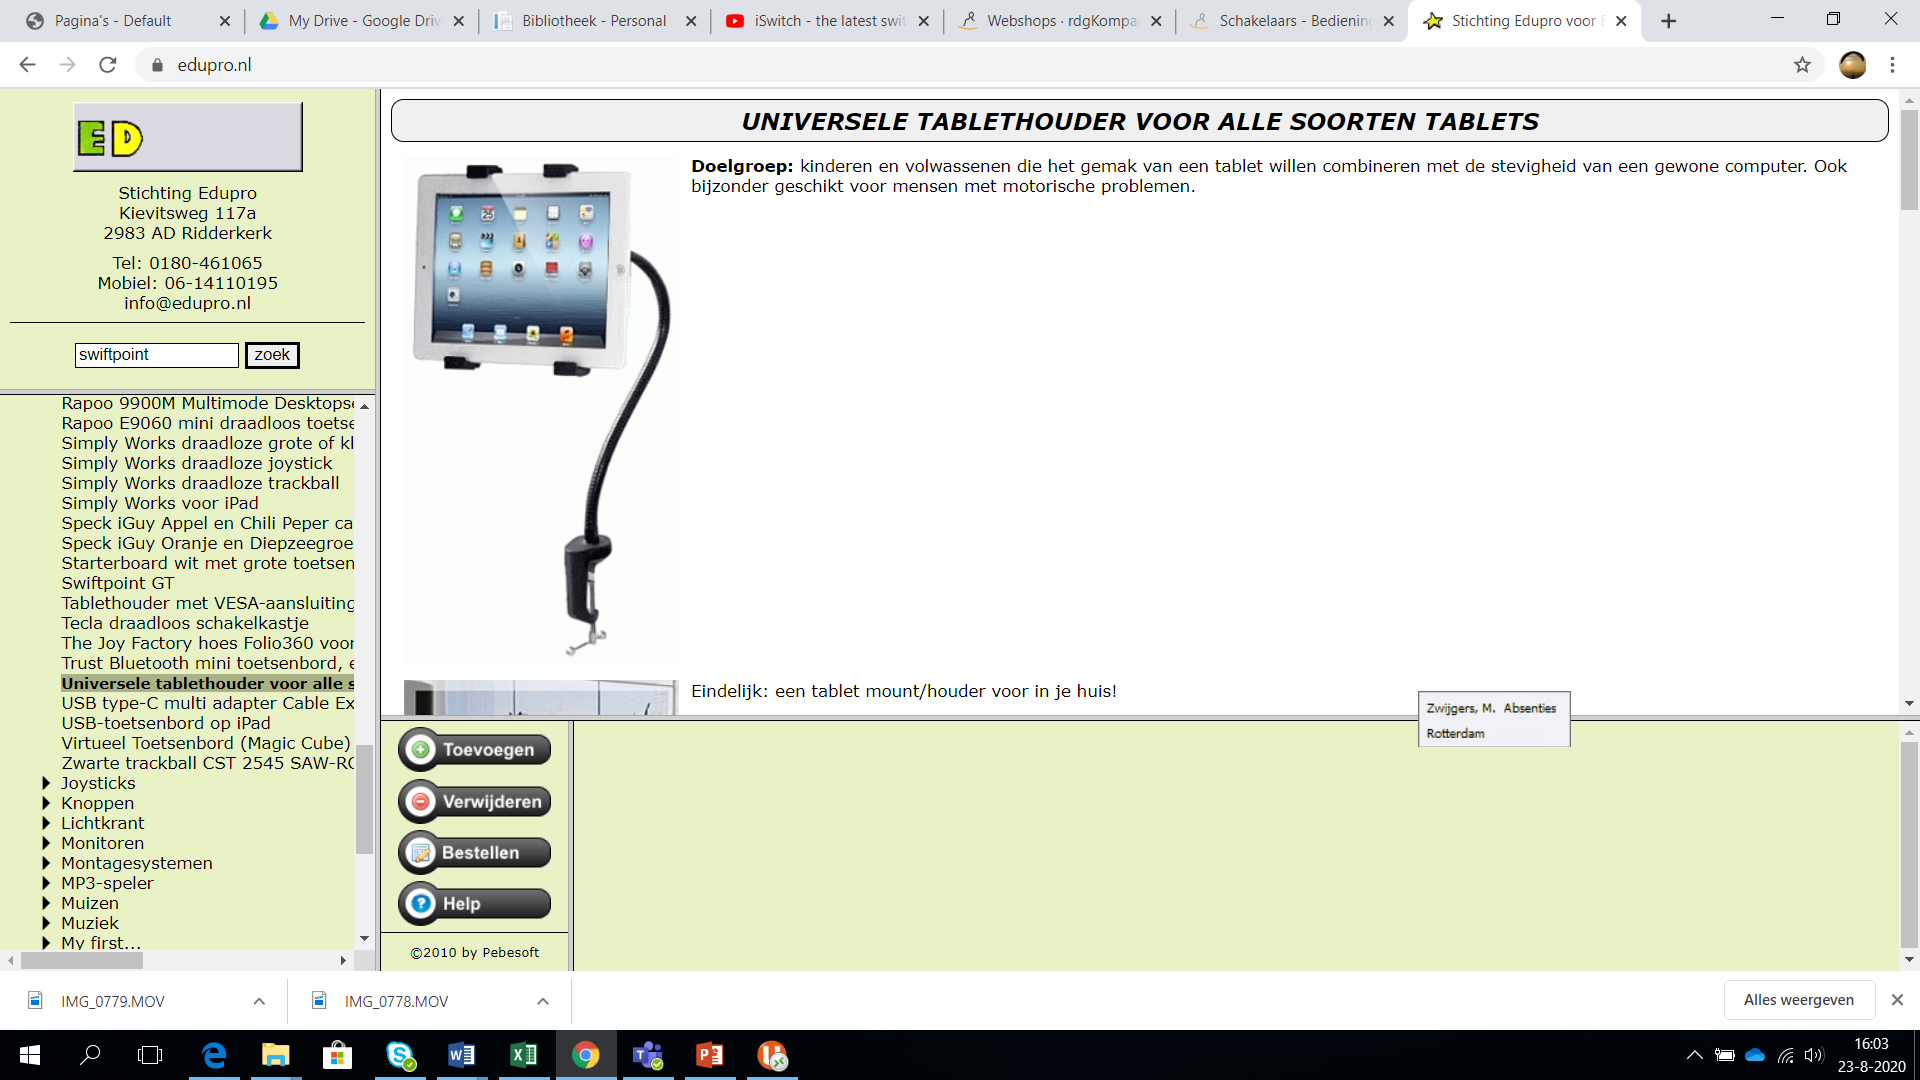 Pagina's - Default
My Drive - Google Driv
Bibliotheek - Personal
iSwitch - the latest swit
Webshops · rdgKompa
Schakelaars - Bediening
Stichting Edupro voor E
edupro.nl
ED
Stichting Edupro
Kievitsweg 117a
2983 AD Ridderkerk
Tel: 0180-461065
Mobiel: 06-14110195
info@edupro.nl
swiftpoint
zoek
Rapoo 9900M Multimode Desktopse
Rapoo E9060 mini draadloos toetse
Simply Works draadloze grote of kl
Simply Works draadloze joystick
Simply Works draadloze trackball
Simply Works voor iPad
Speck iGuy Appel en Chili Peper ca
Speck iGuy Oranje en Diepzeegroe
Starterboard wit met grote toetsen
Swiftpoint GT
Tablethouder met VESA-aansluiting
Tecla draadloos schakelkastje
The Joy Factory hoes Folio360 voor
Trust Bluetooth mini toetsenbord, e
Universele tablethouder voor alle s
USB type-C multi adapter Cable Ex
USB-toetsenbord op iPad
Virtueel Toetsenbord (Magic Cube)
Zwarte trackball CST 2545 SAW-RC
Joysticks
Knoppen
Lichtkrant
Monitoren
Montagesystemen
MP3-speler
Muizen
Muziek
My first...
UNIVERSELE TABLETHOUDER VOOR ALLE SOORTEN TABLETS
Doelgroep: kinderen en volwassenen die het gemak van een tablet willen combineren met de stevigheid van een gewone computer. Ook
bijzonder geschikt voor mensen met motorische problemen.
25
Eindelijk: een tablet mount/houder voor in je huis!
Zwijgers, M. Absenties
Rotterdam
Toevoegen
Verwijderen
Bestellen
Help
©2010 by Pebesoft
IMG_0779.MOV
IMG_0778.MOV
Alles weergeven
16:03
23-8-2020